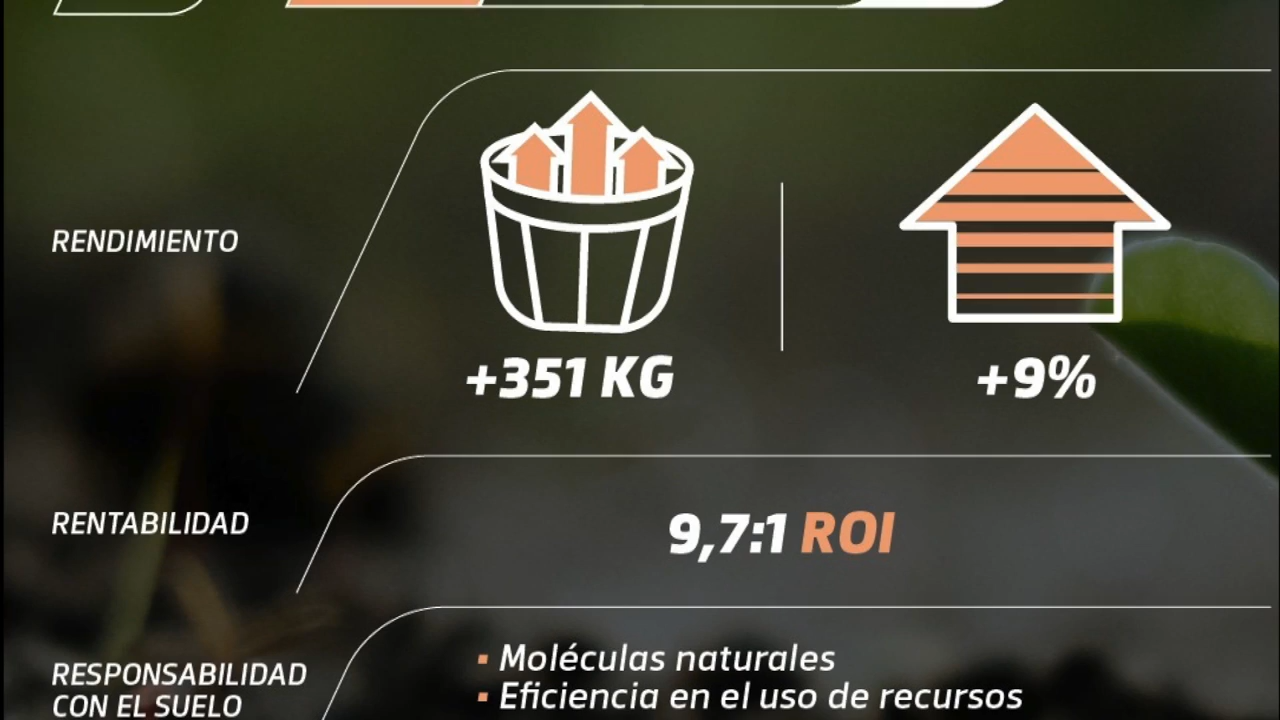 RENDIMIENTO
+351 KG
+9%
RENTABILIDAD
9,7:1 ROI
RESPONSABILIDAD
CON EL SUELO
▪ Moléculas naturales
▪ Eficiencia en el uso de recursos